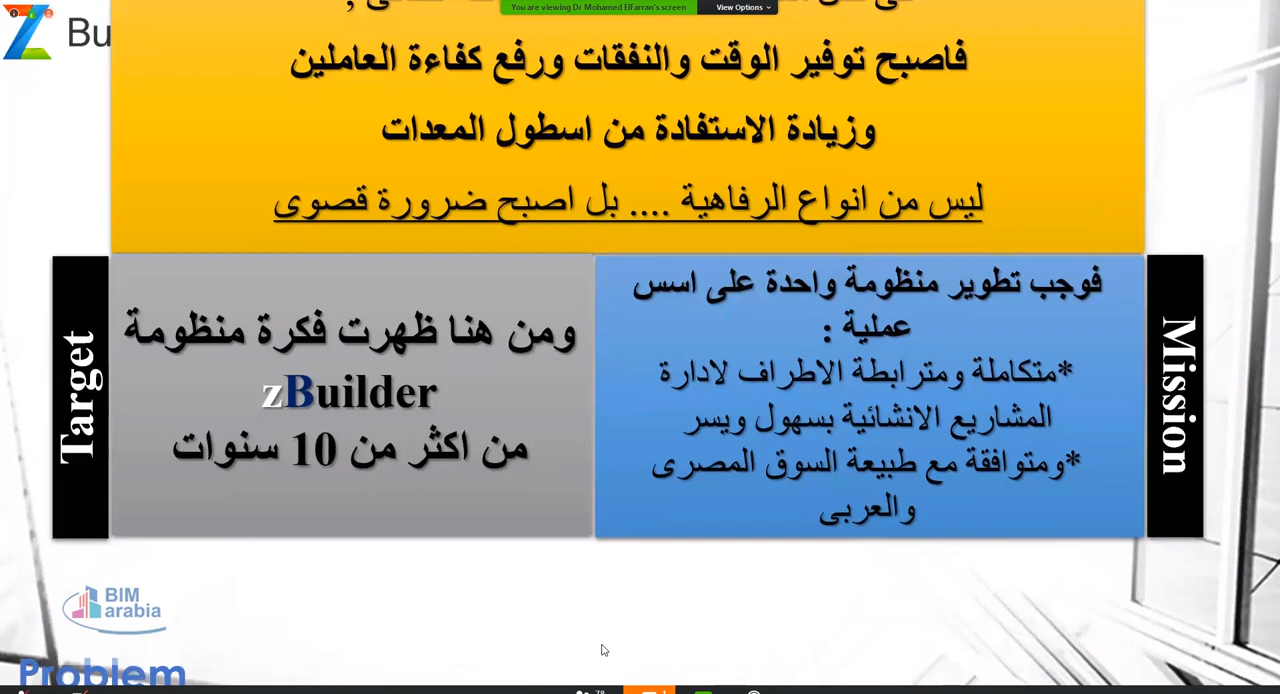 You are viewing Dr Mohamed ElFarran's screen
View Options
Bu
فاصبح توفير الوقت والنفقات ورفع كفاءة العاملين
وزيادة الاستفادة من اسطول المعدات
ليس من انواع الرفاهية .... بل اصبح ضرورة قصوى
Mission
فوجب تطوير منظومة واحدة على اسس
عملية :
*متكاملة ومترابطة الاطراف لادارة
المشاريع الانشائية بسهول ويسر
*ومتوافقة مع طبيعة السوق المصرى
والعربى
ومن هنا ظهرت فكرة منظومة
zBuilder
من اكثر من 10 سنوات
Target
BIM
arabia
Problem